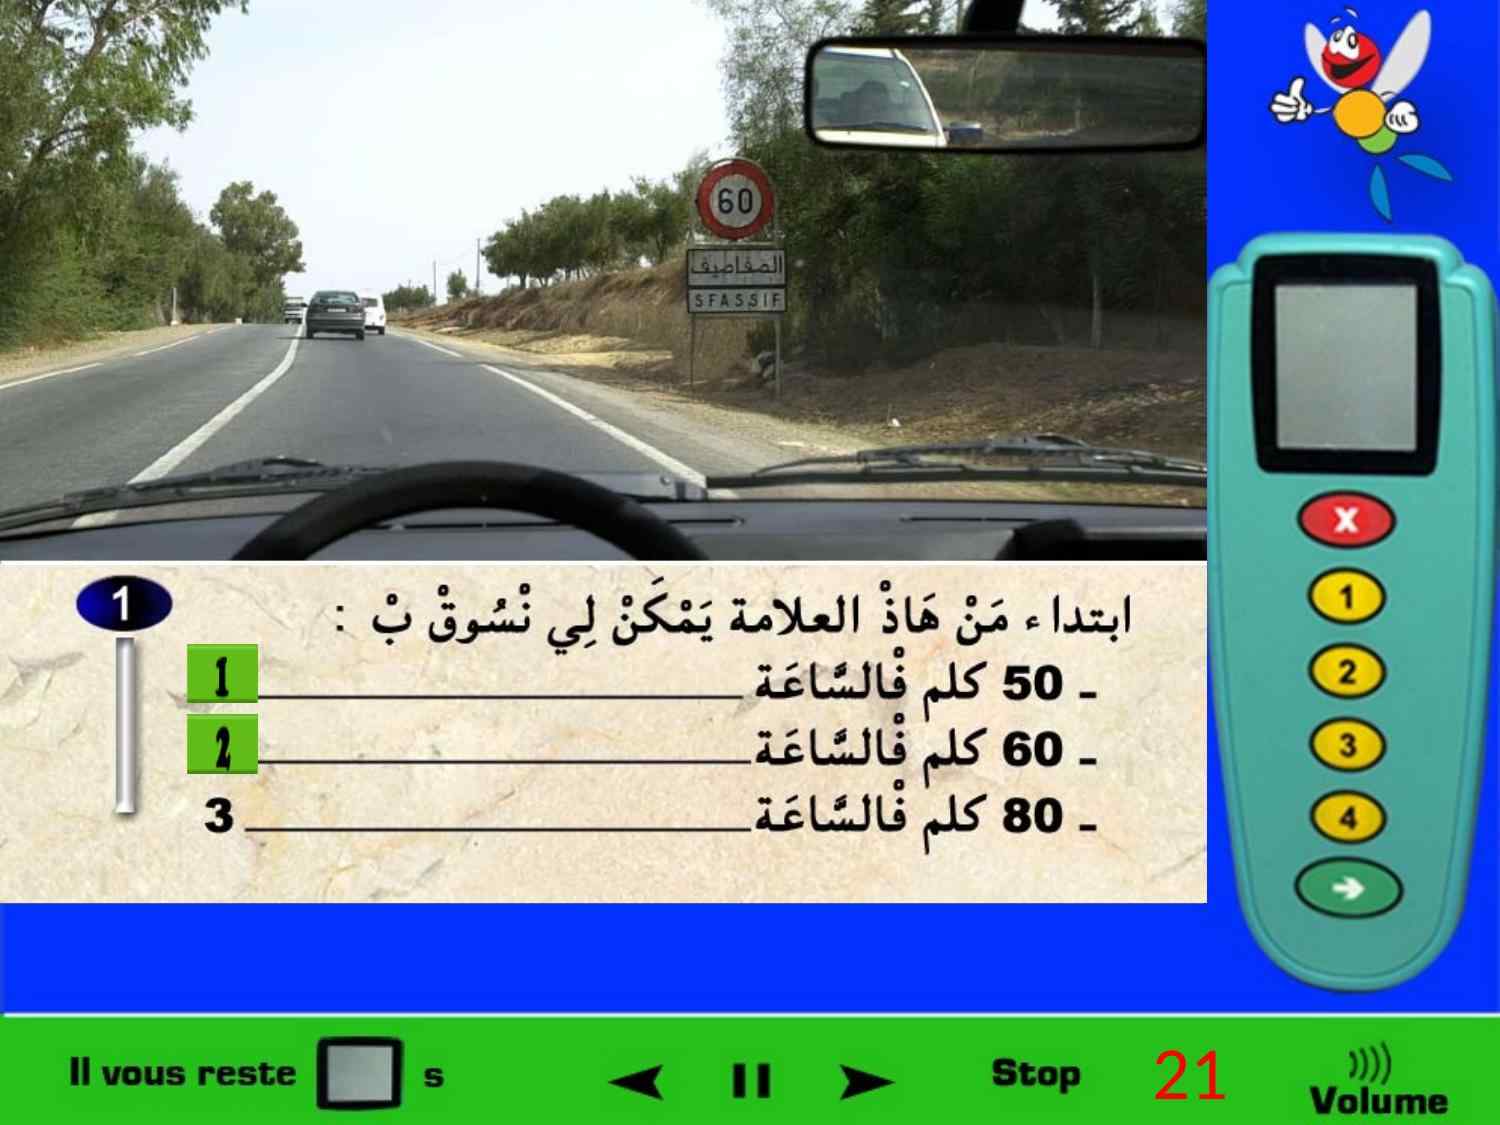 60
الصفاصيف
SFASSIF
1
ابتداء مَنْ هَاذْ العلامة يَمْكَنْ لِي نْسُوقْ بْ :
- 50 كلم فْالسَّاعَة 1
- 60 كلم فْالسَّاعَة 2
- 80 كلم فْالسَّاعَة 3
X
1
2
3
4
Il vous reste s
Stop
21
Volume